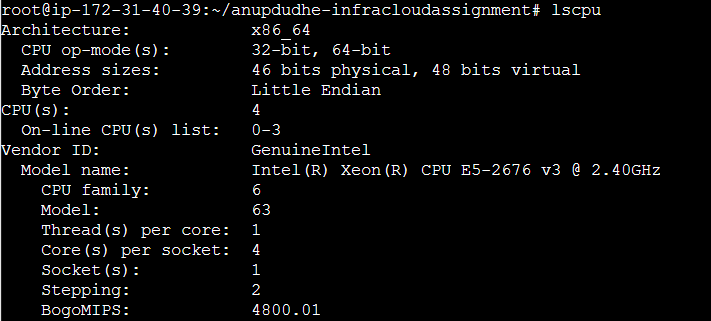 root@ip-172-31-40-39:~/anupdudhe-infracloudassignment# lscpu
Architecture:            x86_64
  CPU op-mode(s):        32-bit, 64-bit
  Address sizes:         46 bits physical, 48 bits virtual
  Byte Order:            Little Endian
CPU(s):                  4
  On-line CPU(s) list:   0-3
Vendor ID:               GenuineIntel
  Model name:            Intel(R) Xeon(R) CPU E5-2676 v3 @ 2.40GHz
    CPU family:          6
    Model:               63
    Thread(s) per core:  1
    Core(s) per socket:  4
    Socket(s):           1
    Stepping:            2
    BogoMIPS:            4800.01